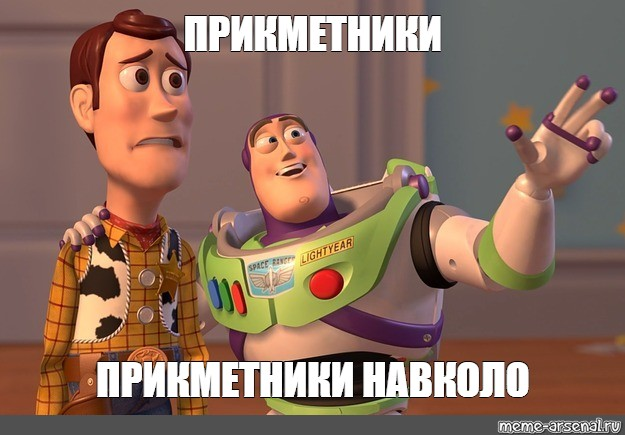 ПРИКМЕТНИКИ
LIGHTYEAR
SPACE RANGER
ПРИКМЕТНИКИ НАВКОЛО
meme-arsenal.ru